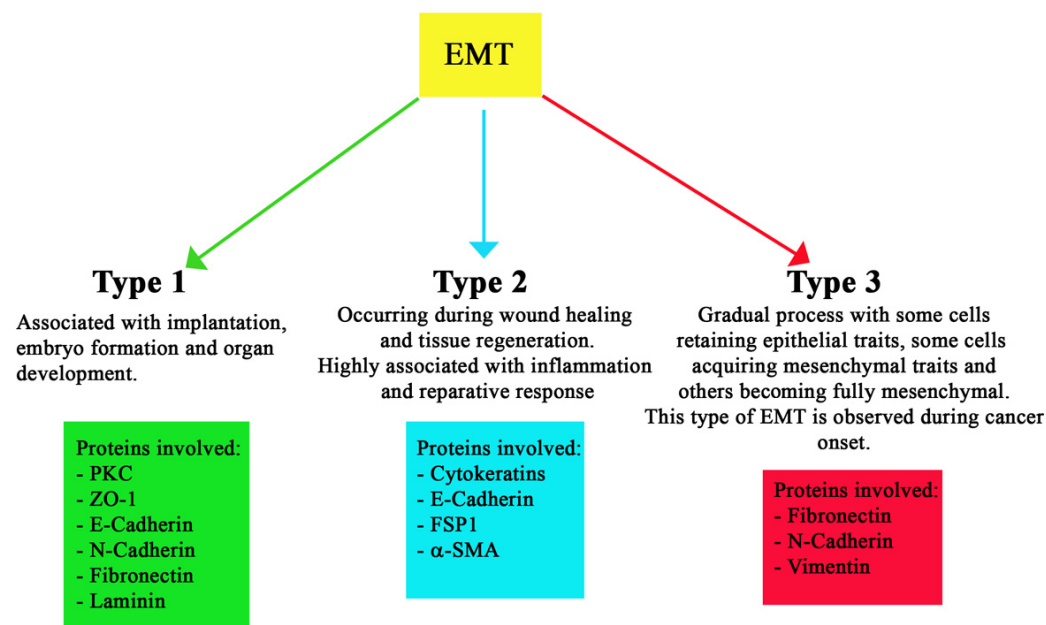 EMT
Type 1
Associated with implantation,
embryo formation and organ
development.
Proteins involved:
- PKC
- ZO-1
- E-Cadherin
- N-Cadherin
- Fibronectin
- Laminin
Type 2
Occurring during wound healing
and tissue regeneration.
Highly associated with inflammation
and reparative response
Proteins involved:
- Cytokeratins
- E-Cadherin
- FSP1
- α-SMA
Type 3
Gradual process with some cells
retaining epithelial traits, some cells
acquiring mesenchymal traits and
others becoming fully mesenchymal.
This type of EMT is observed during cancer
onset.
Proteins involved:
- Fibronectin
- N-Cadherin
- Vimentin